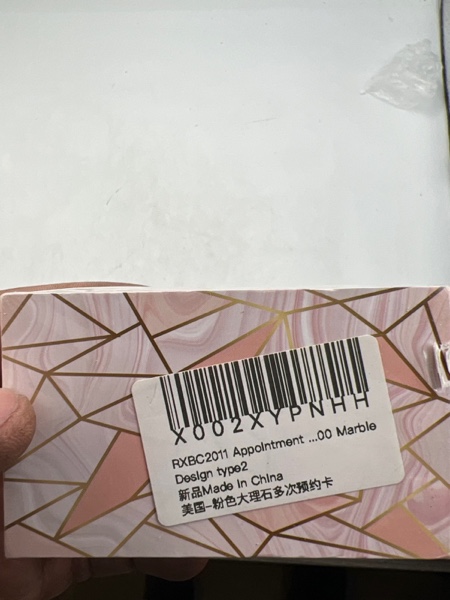 X002XYPNHH
RXBC2011 Appointment ...00 Marble
Design type2
新品Made in China
美国-粉色大理石多次预约卡